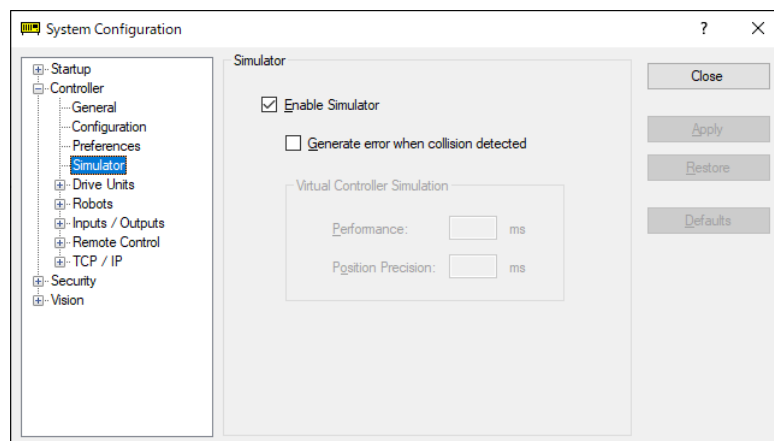 System Configuration
?
Startup
Controller
General
Configuration
Preferences
Simulator
Drive Units
Robots
Inputs / Outputs
Remote Control
TCP / IP
Security
Vision
Simulator
Enable Simulator
Generate error when collision detected
Virtual Controller Simulation
Performance: ms
Position Precision: ms
Close
Apply
Restore
Defaults